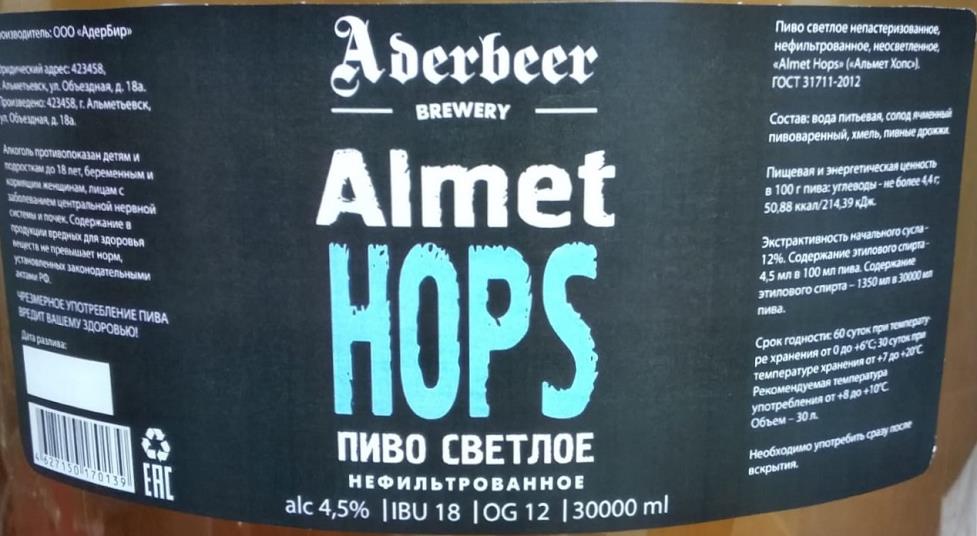 Производитель: ООО «АдерБир»
Юридический адрес: 423458,
г. Альметьевск, ул. Объездная, д. 18а.
Произведено: 423458, г. Альметьевск,
ул. Объездная, д. 18а.
Алкоголь противопоказан детям и
подросткам до 18 лет, беременным и
кормящим женщинам, лицам с
заболеванием центральной нервной
системы и почек. Содержание в
продукции вредных для здоровья
веществ не превышает норм,
установленных законодательными
актами РФ.
ЧРЕЗМЕРНОЕ УПОТРЕБЛЕНИЕ ПИВА
ВРЕДИТ ВАШЕМУ ЗДОРОВЬЮ!
Дата разлива:
4 627150 170139
EAC
Aderbeer
BREWERY
Almet
HOPS
ПИВО СВЕТЛОЕ
НЕФИЛЬТРОВАННОЕ
alc 4,5% | IBU 18 | OG 12 | 30000 ml
Пиво светлое непастеризованное,
нефильтрованное, неосветленное,
«Almet Hops» («Альмет Хопс»).
ГОСТ 31711-2012
Состав: вода питьевая, солод ячменный
пивоваренный, хмель, пивные дрожжи.
Пищевая и энергетическая ценность
в 100 г пива: углеводы - не более 4,4 г;
50,88 ккал/214,39 кДж.
Экстрактивность начального сусла -
12%. Содержание этилового спирта -
4,5 мл в 100 мл пива. Содержание
этилового спирта – 1350 мл в 30000 мл
пива.
Срок годности: 60 суток при температу-
ре хранения от 0 до +6°С; 30 суток при
температуре хранения от +7 до +20°С.
Рекомендуемая температура
употребления от +8 до +10°С.
Объем – 30 л.
Необходимо употребить сразу после
вскрытия.